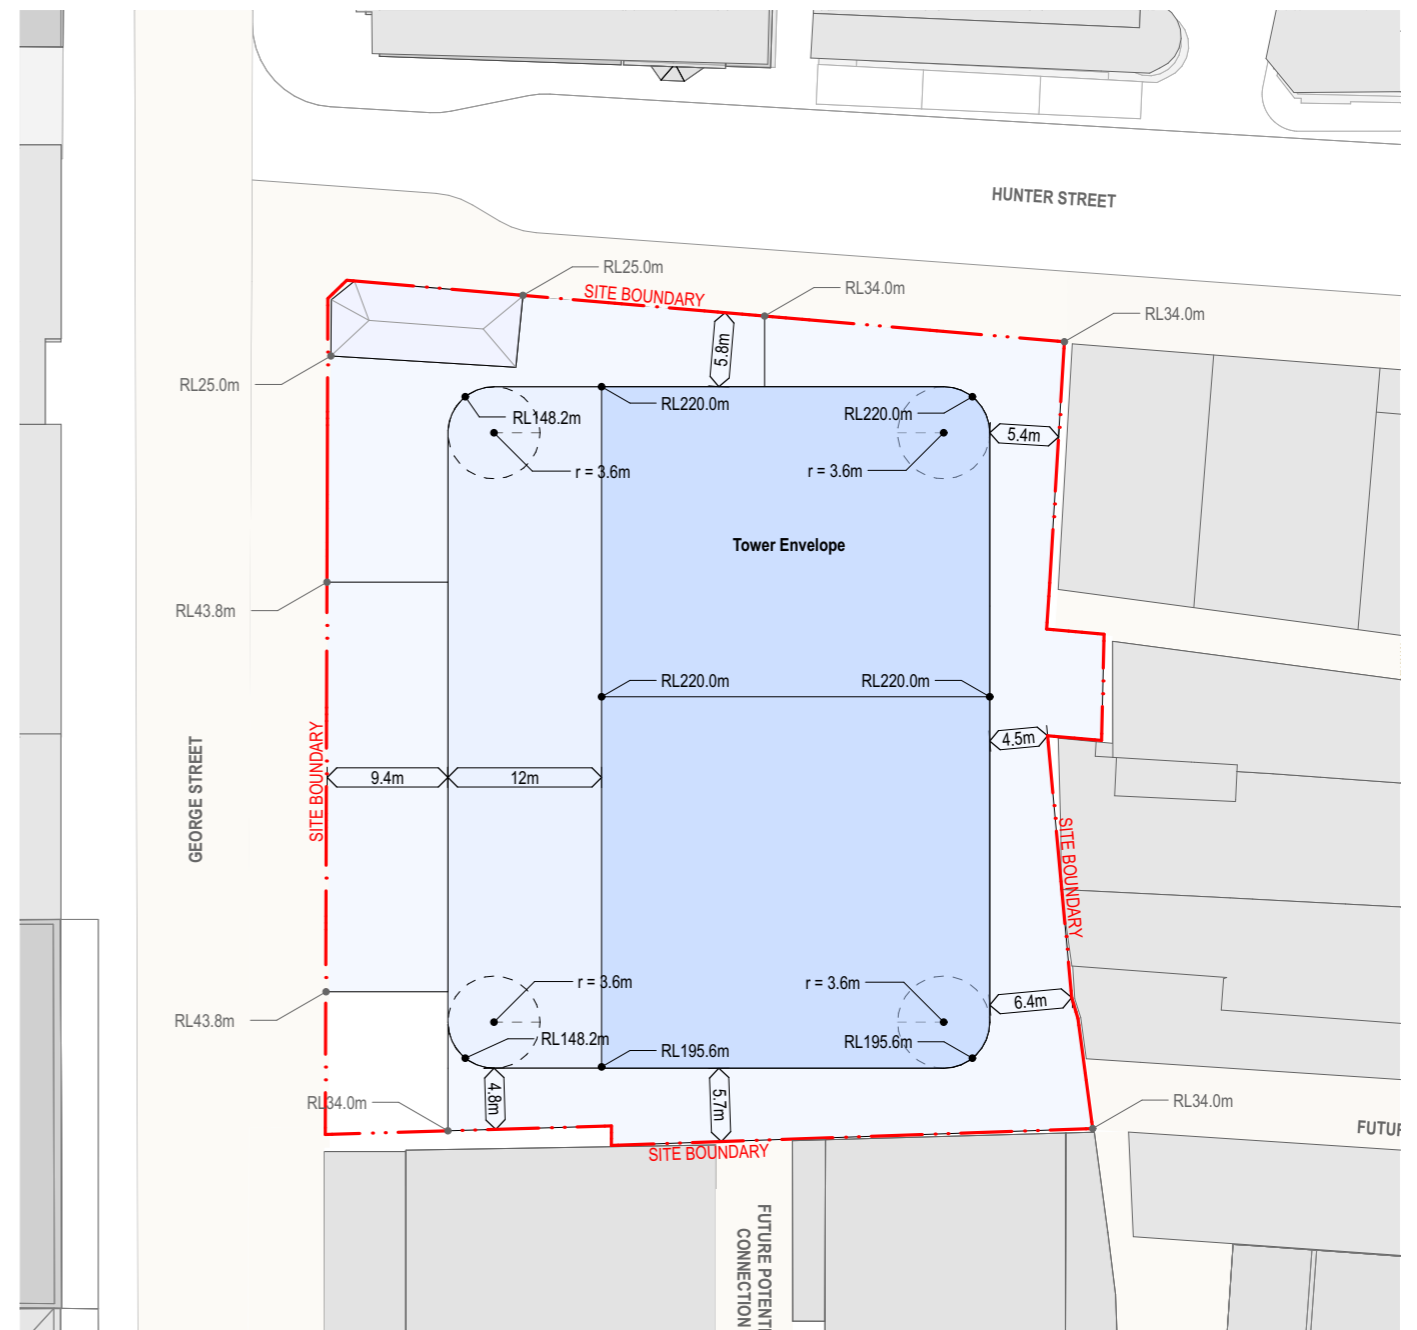 HUNTER STREET
RL25.0m
SITE BOUNDARY
RL34.0m
RL34.0m
5.8m
RL25.0m
RL220.0m
RL148.2m
RL220.0m
5.4m
r = 3.6m
r = 3.6m
Tower Envelope
RL43.8m
RL220.0m
RL220.0m
4.5m
SITE BOUNDARY
GEORGE STREET
9.4m
12m
SITE BOUNDARY
r = 3.6m
r = 3.6m
6.4m
RL43.8m
RL148.2m
RL195.6m
RL195.6m
4.8m
5.7m
RL34.0m
RL34.0m
FUTUR
SITE BOUNDARY
FUTURE POTENTI
CONNECTION